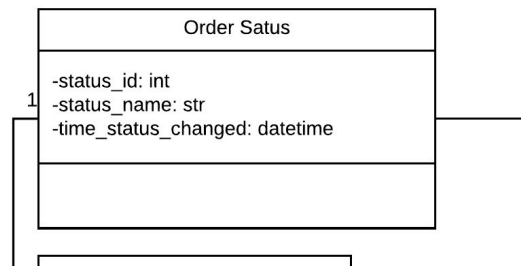 Order Satus
-status_id: int
1
-status_name: str
-time_status_changed: datetime